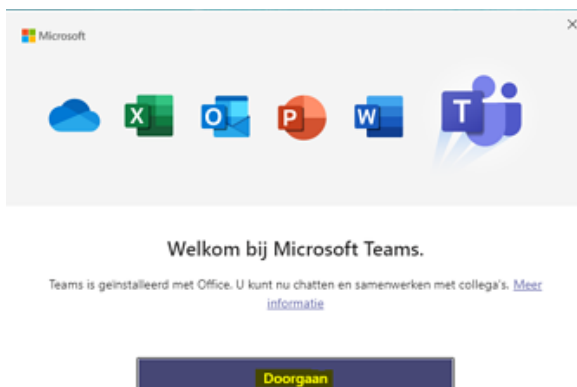 Microsoft
X
O
P
W
T
Welkom bij Microsoft Teams.
Teams is geïnstalleerd met Office. U kunt nu chatten en samenwerken met collega's. Meer
informatie
Doorgaan